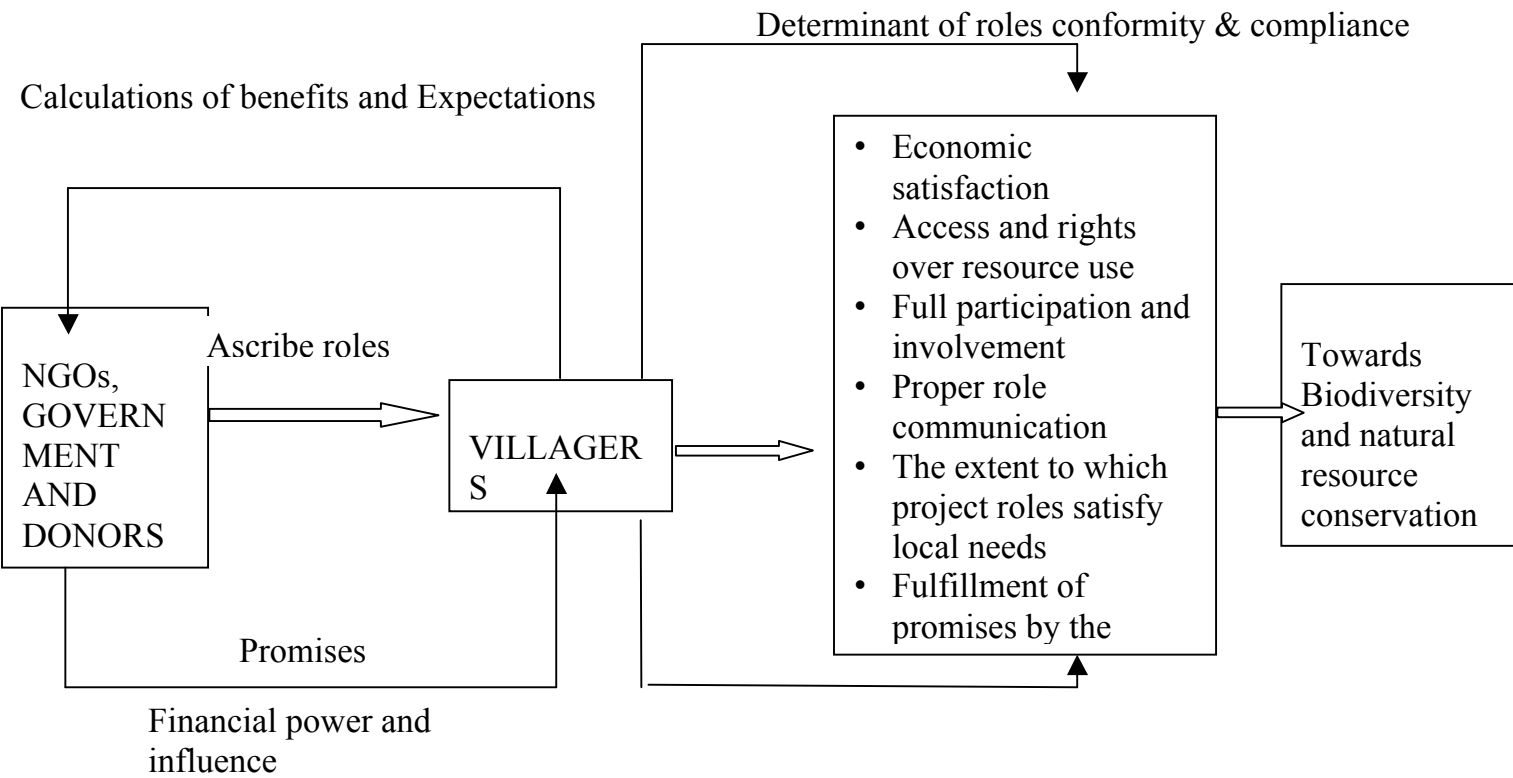 Determinant of roles conformity & compliance
Calculations of benefits and Expectations
Ascribe roles
NGOs,
GOVERN
MENT
AND
DONORS
VILLAGER
S
Promises
Financial power and
influence
• Economic
satisfaction
• Access and rights
over resource use
• Full participation and
involvement
• Proper role
communication
• The extent to which
project roles satisfy
local needs
• Fulfillment of
promises by the
Towards
Biodiversity
and natural
resource
conservation